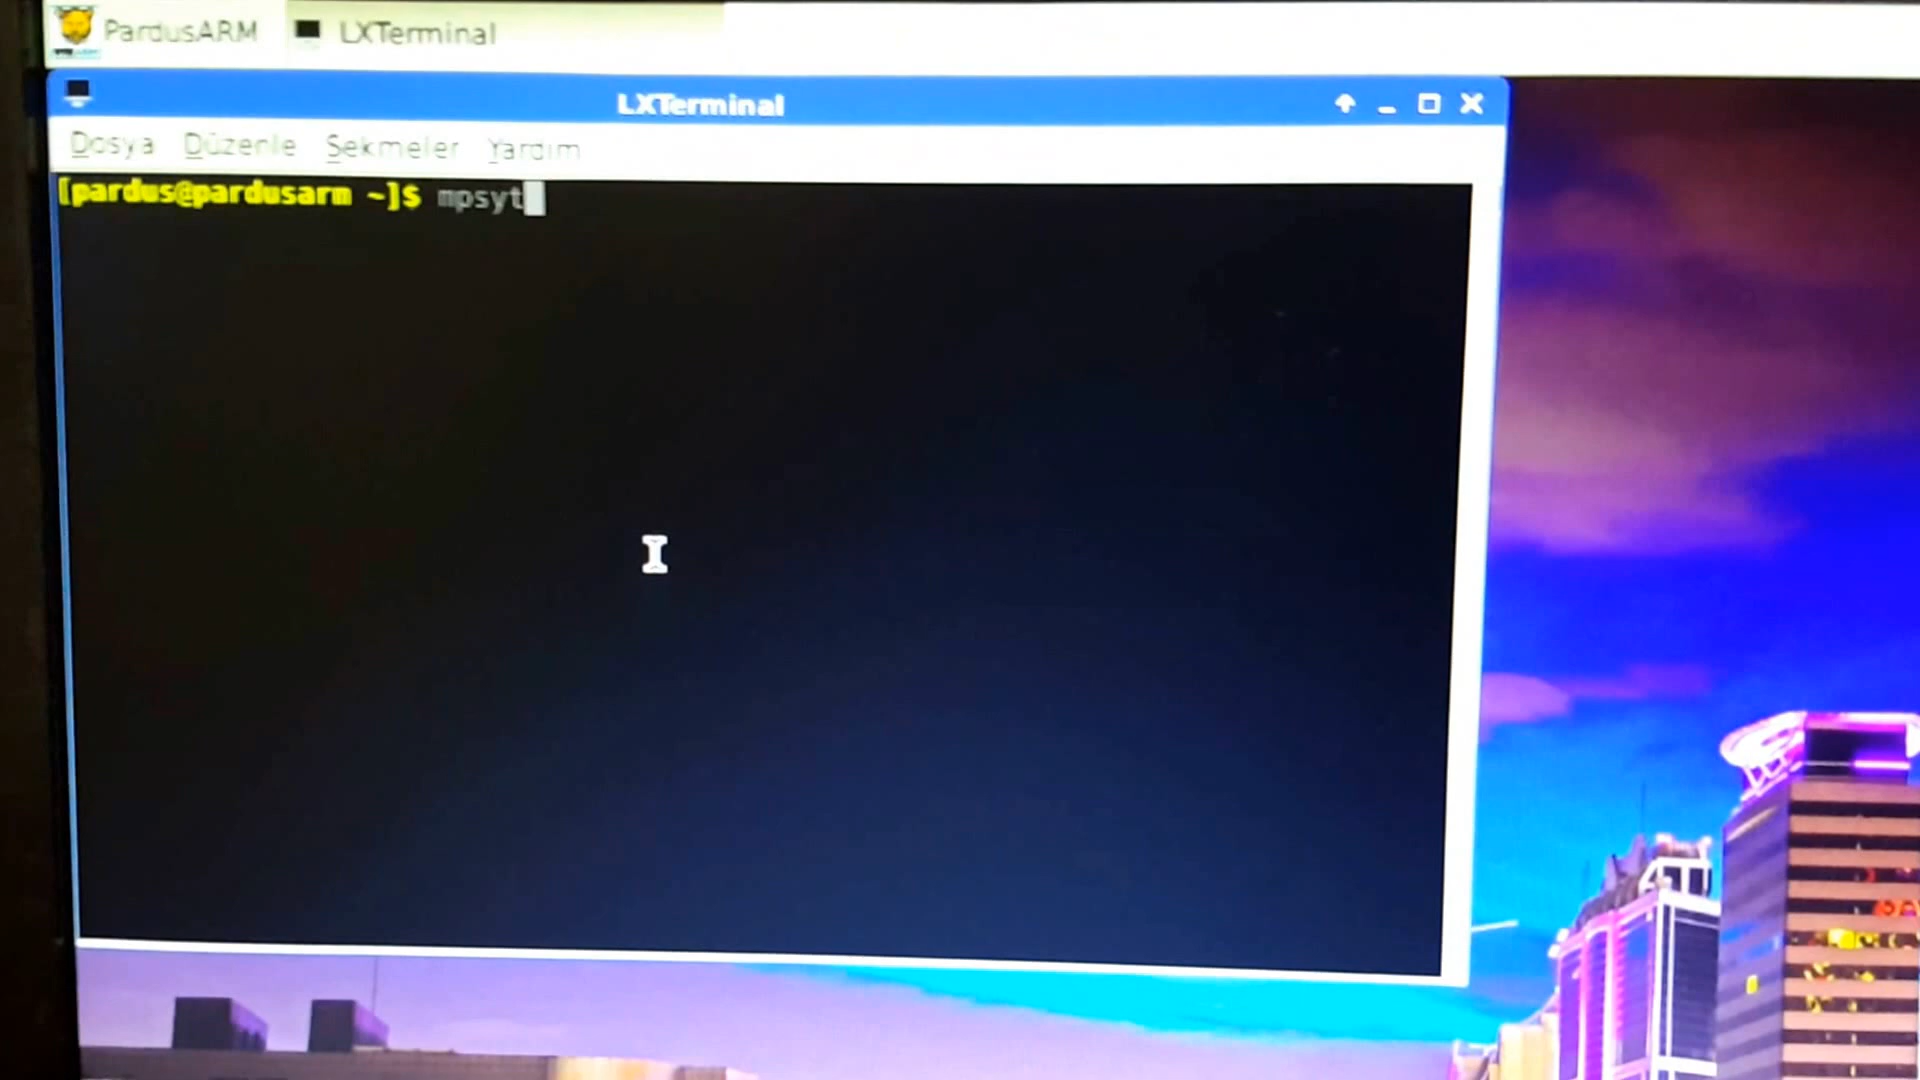 PardusARM LXTerminal
LXTerminal
Dosya Düzenle Sekmeler Yardım
[pardus@pardusarm ~]$ mpsyt